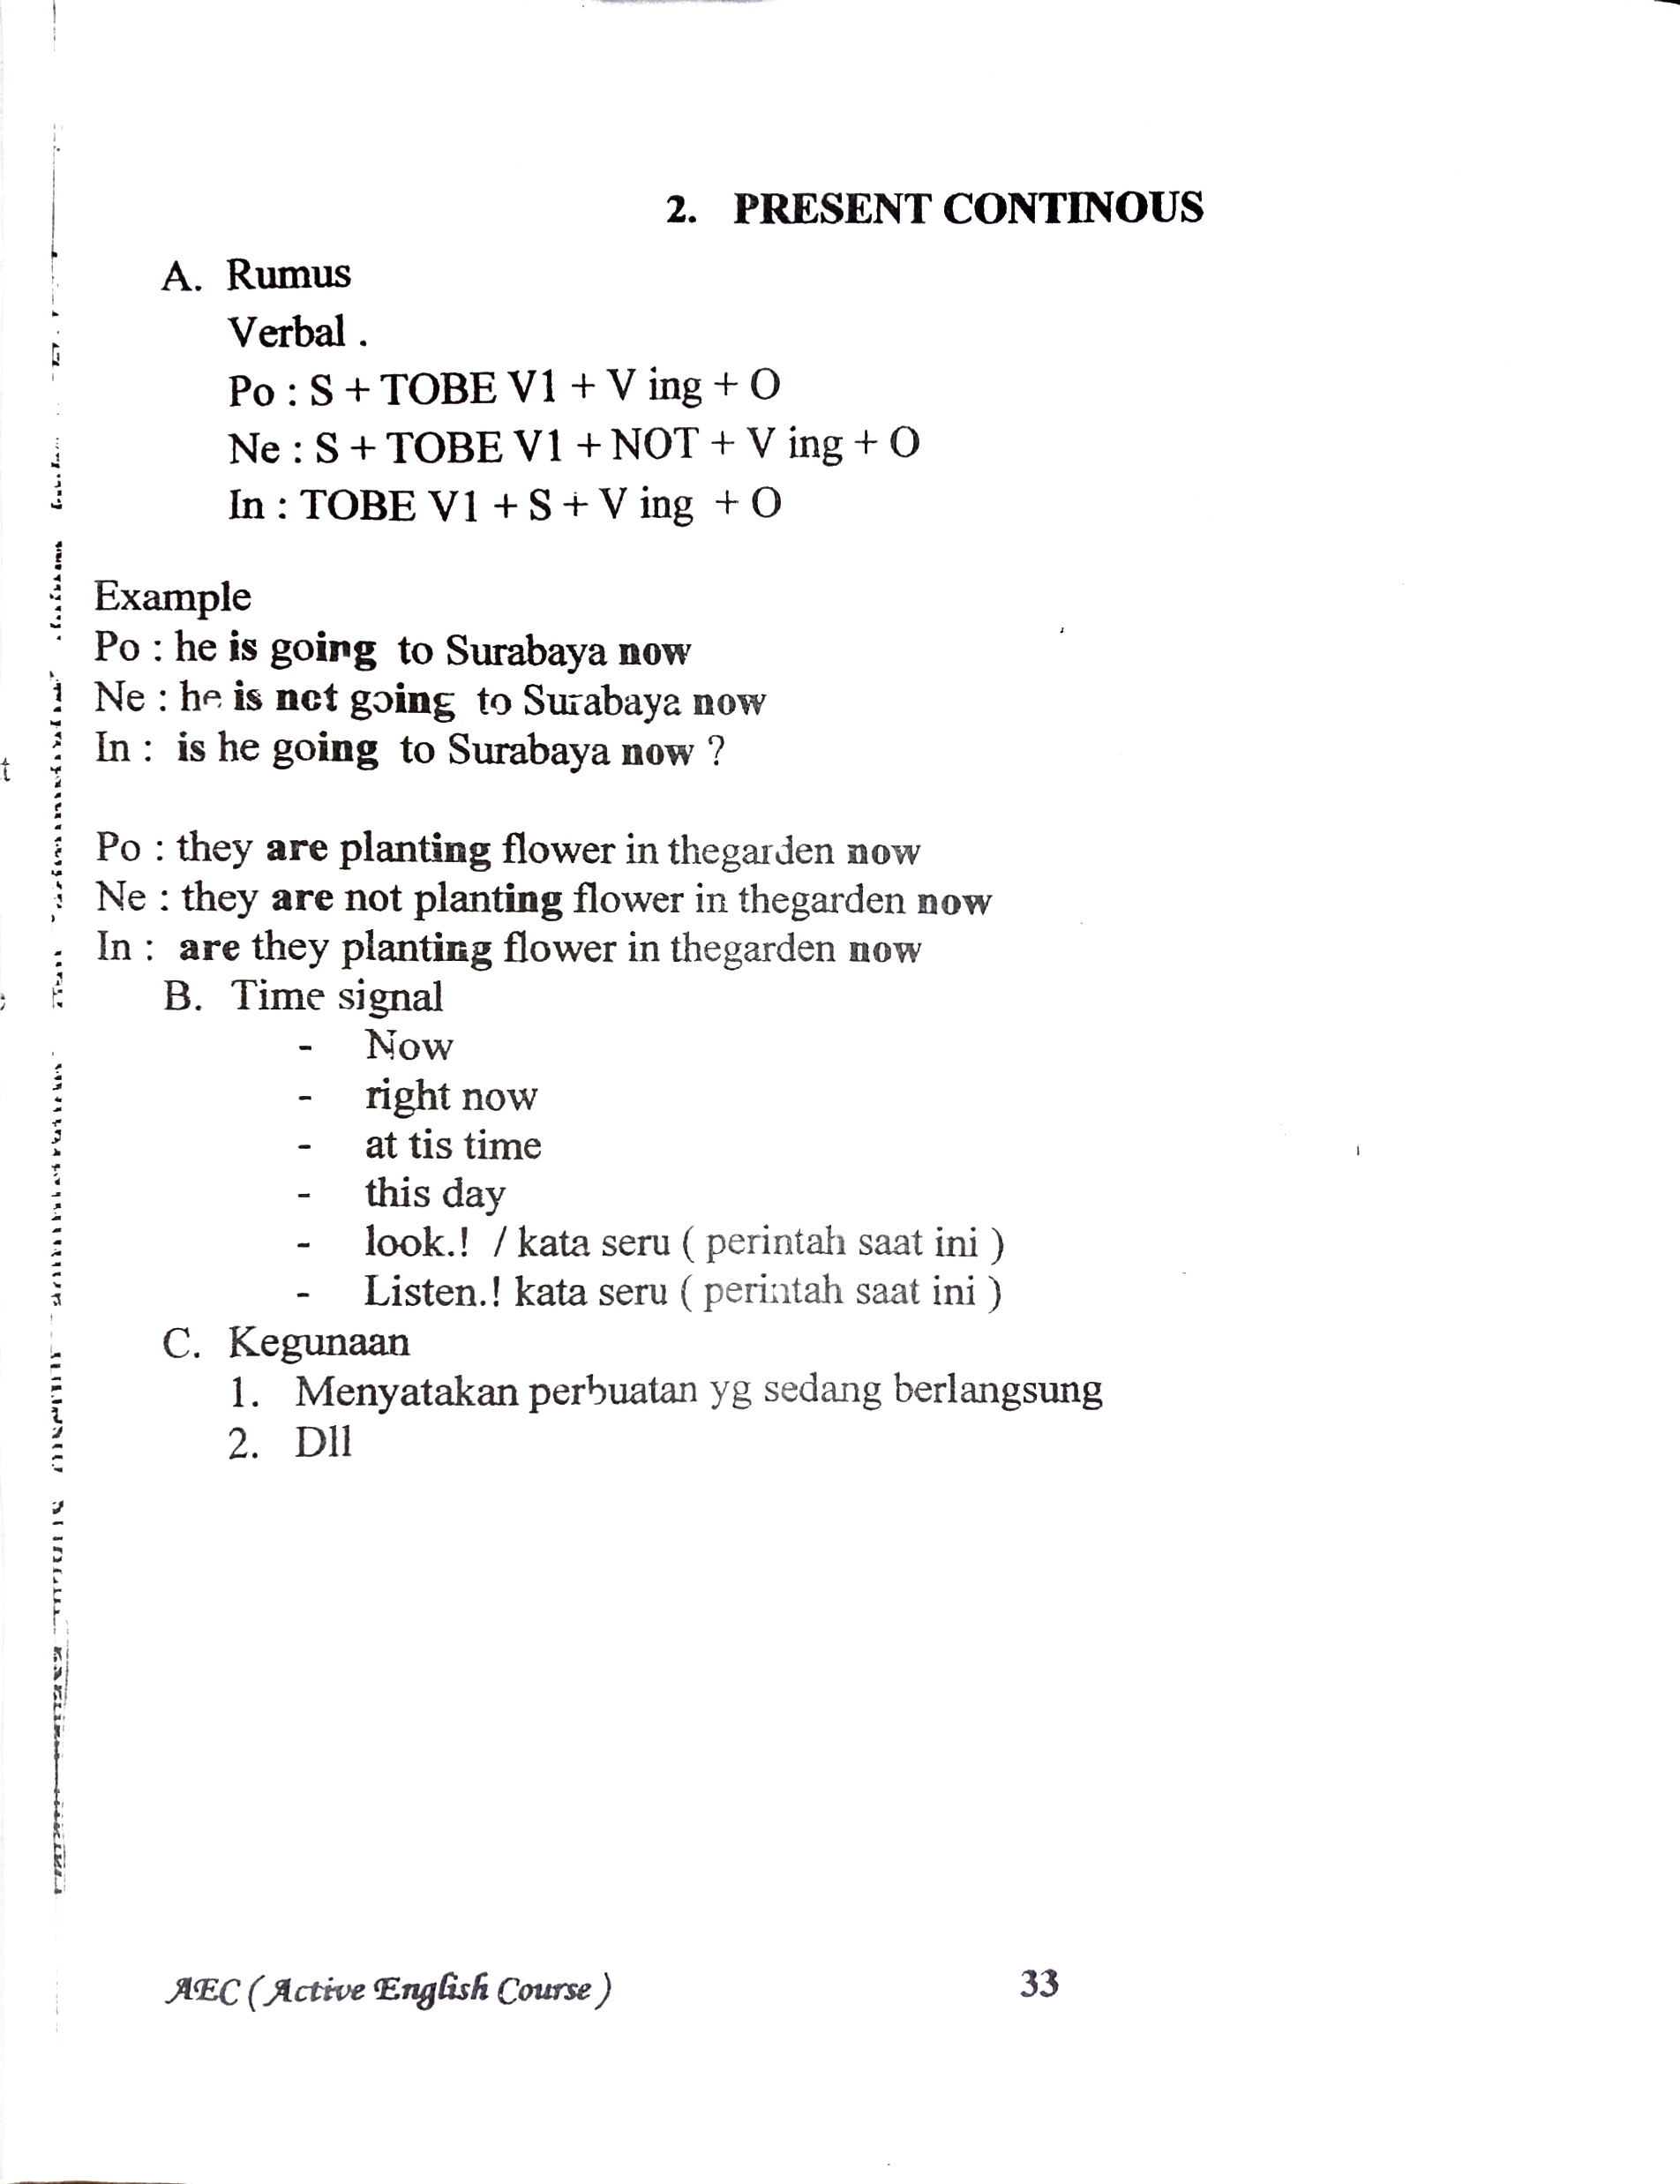 2. PRESENT CONTINOUS
A. Rumus
Verbal .
Po : S + TOBE V1 + V ing + O
Ne : S + TOBE V1 + NOT + V ing + O
In : TOBE V1 + S + V ing + O
Example
Po : he is going to Surabaya now
Ne : he is not going to Surabaya now
In : is he going to Surabaya now ?
Po : they are planting flower in thegarden now
Ne : they are not planting flower in thegarden now
In : are they planting flower in thegarden now
B. Time signal
- Now
- right now
- at tis time
- this day
- look.! / kata seru ( perintah saat ini )
- Listen.! kata seru ( perintah saat ini )
C. Kegunaan
1. Menyatakan perbuatan yg sedang berlangsung
2. Dll
AEC ( Active English Course ) 33